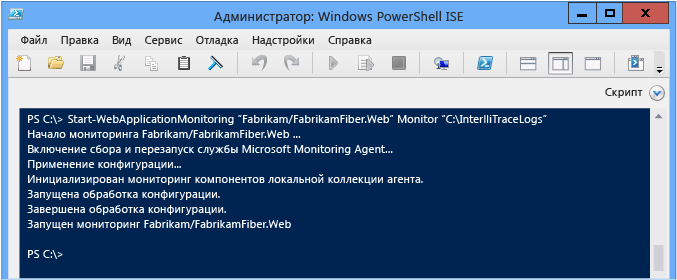 Администратор: Windows PowerShell ISE
Файл Правка Вид Сервис Отладка Надстройки Справка
Скрипт
PS C:\> Start-WebApplicationMonitoring "Fabrikam/FabrikamFiber.Web" Monitor "C:\InterlliTraceLogs"
Начало мониторинга Fabrikam/FabrikamFiber.Web ...
Включение сбора и перезапуск службы Microsoft Monitoring Agent...
Применение конфигурации...
Инициализирован мониторинг компонентов локальной коллекции агента.
Запущена обработка конфигурации.
Завершена обработка конфигурации.
Запущен мониторинг Fabrikam/FabrikamFiber.Web
PS C:\>